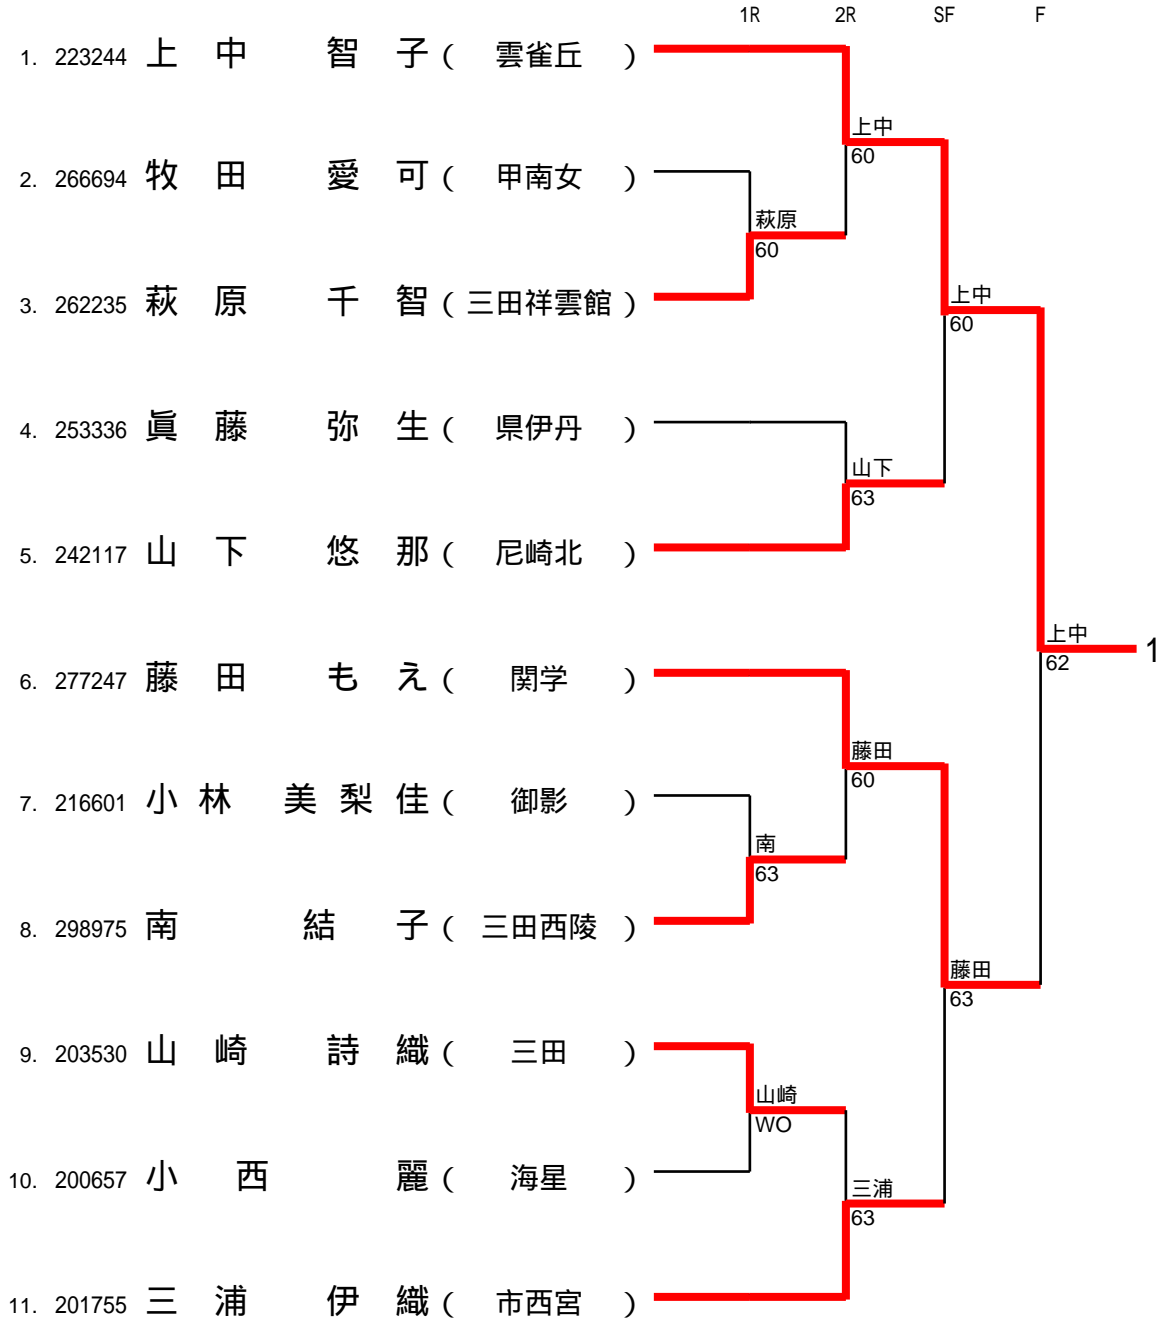 1R 2R SF F
1. 223244 上中 智子 ( 雲雀丘 )
上中
60
2. 266694 牧田 愛可 ( 甲南女 )
萩原
60
3. 262235 萩原 千智 ( 三田祥雲館 )
上中
60
4. 253336 眞藤 弥生 ( 県伊丹 )
山下
63
5. 242117 山下 悠那 ( 尼崎北 )
上中 1
62
6. 277247 藤田 もえ ( 関学 )
藤田
60
7. 216601 小林 美梨佳 ( 御影 )
南
63
8. 298975 南 結子 ( 三田西陵 )
藤田
63
9. 203530 山崎 詩織 ( 三田 )
山崎
WO
10. 200657 小西 麗 ( 海星 )
三浦
63
11. 201755 三浦 伊織 ( 市西宮 )